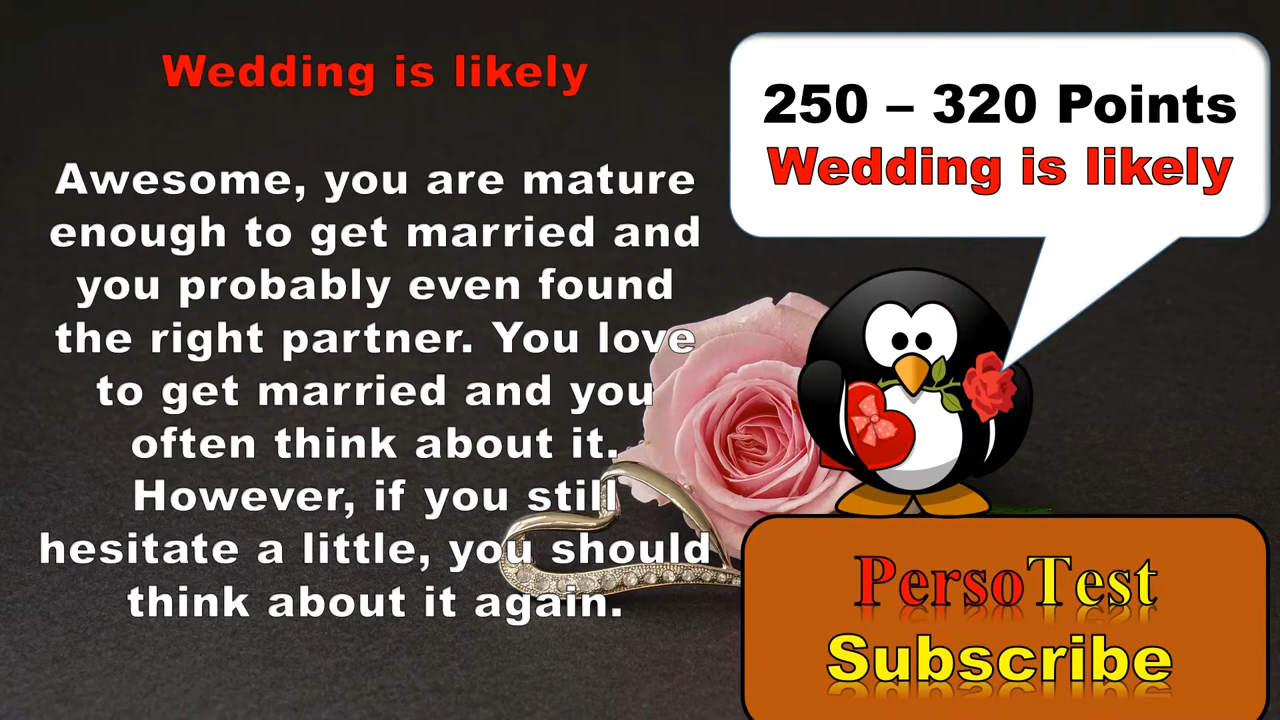 Wedding is likely
Awesome, you are mature
enough to get married and
you probably even found
the right partner. You love
to get married and you
often think about it.
However, if you still
hesitate a little, you should
think about it again.
250 – 320 Points
Wedding is likely
PersoTest
Subscribe